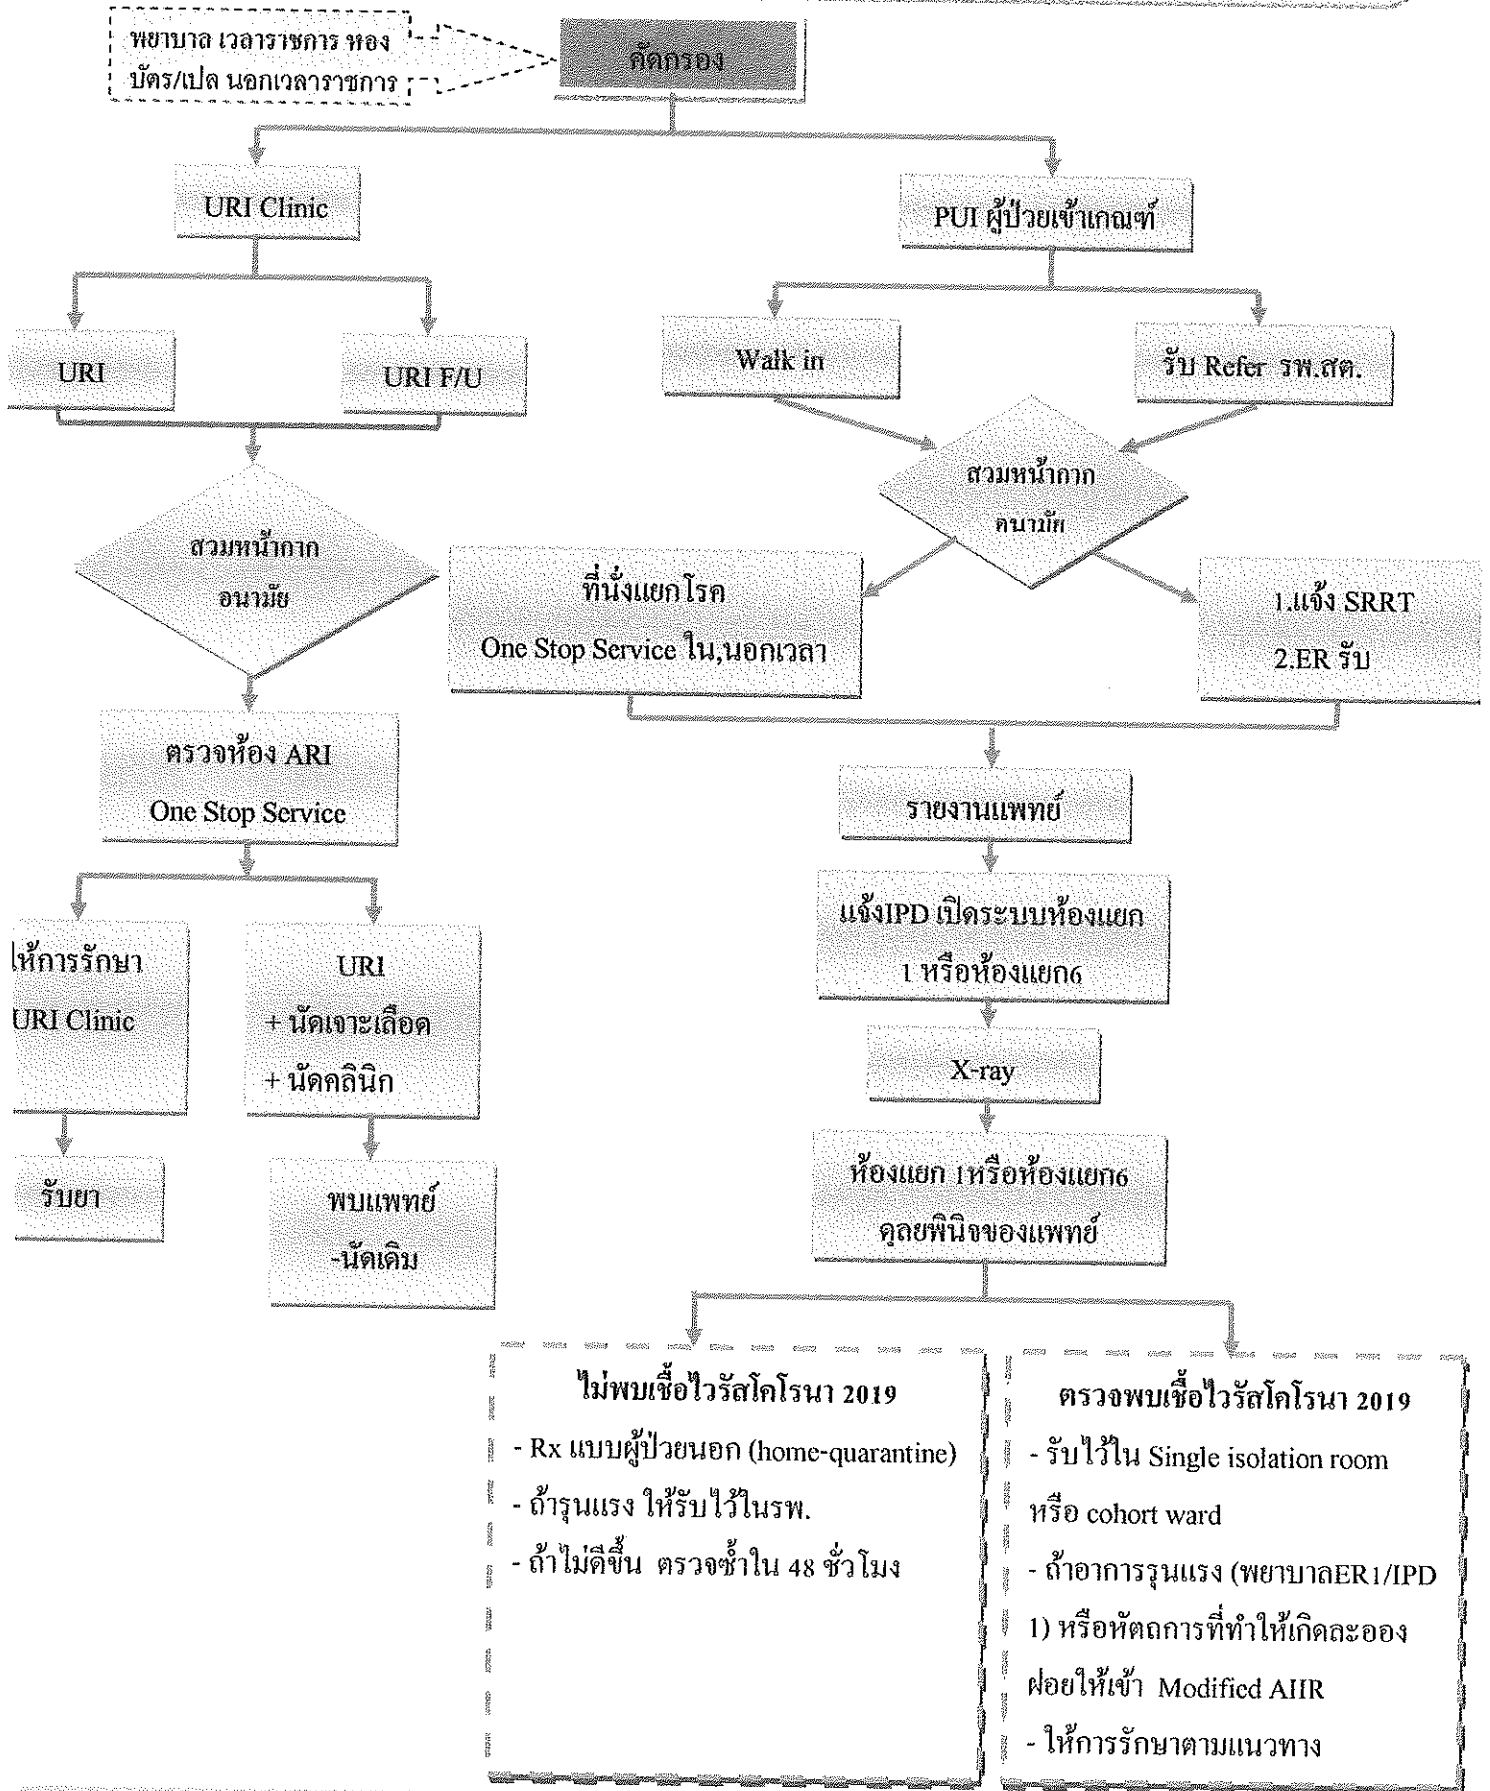 พยาบาล เวลาราชการ ห้อง
บัตร/เปล นอกเวลาราชการ
คัดกรอง
URI Clinic
PUI ผู้ป่วยเข้าเกณฑ์
URI
URI F/U
Walk in
รับ Refer รพ.สต.
สวมหน้ากาก
อนามัย
สวมหน้ากาก
อนามัย
ที่นั่งแยกโรค
One Stop Service ใน,นอกเวลา
1.แจ้ง SRRT
2.ER รับ
ตรวจห้อง ARI
One Stop Service
รายงานแพทย์
แจ้งIPD เปิดระบบห้องแยก
1 หรือห้องแยก6
ให้การรักษา
URI Clinic
URI
+ นัดเจาะเลือด
+ นัดคลินิก
X-ray
รับยา
พบแพทย์
-นัดเดิม
ห้องแยก 1หรือห้องแยก6
ดุลยพินิจของแพทย์
ไม่พบเชื้อไวรัสโคโรนา 2019
- Rx แบบผู้ป่วยนอก (home-quarantine)
- ถ้ารุนแรง ให้รับไว้ในรพ.
- ถ้าไม่ดีขึ้น ตรวจซ้ำใน 48 ชั่วโมง
ตรวจพบเชื้อไวรัสโคโรนา 2019
- รับไว้ใน Single isolation room
หรือ cohort ward
- ถ้าอาการรุนแรง (พยาบาลER1/IPD
1) หรือหัตถการที่ทำให้เกิดละออง
ฝอยให้เข้า Modified AIIR
- ให้การรักษาตามแนวทาง